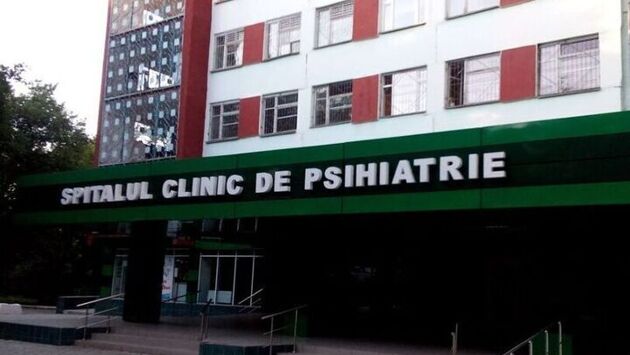 SPITALUL CLINIC DE PSIHIATRIE